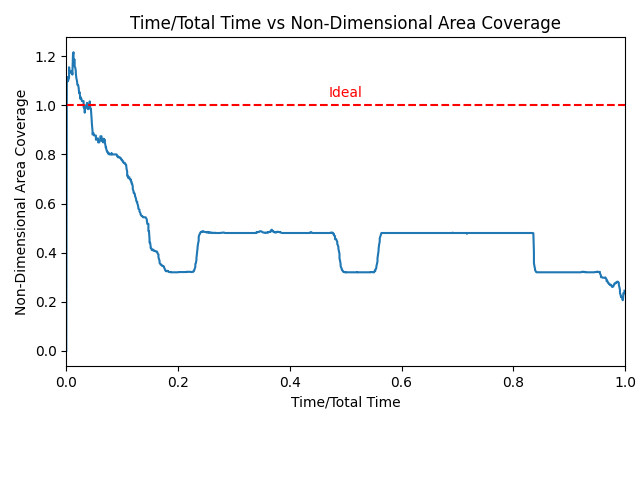 Time/Total Time vs Non-Dimensional Area Coverage
Ideal
Non-Dimensional Area Coverage
1.2
1.0
0.8
0.6
0.4
0.2
0.0
0.0 0.2 0.4 0.6 0.8 1.0
Time/Total Time